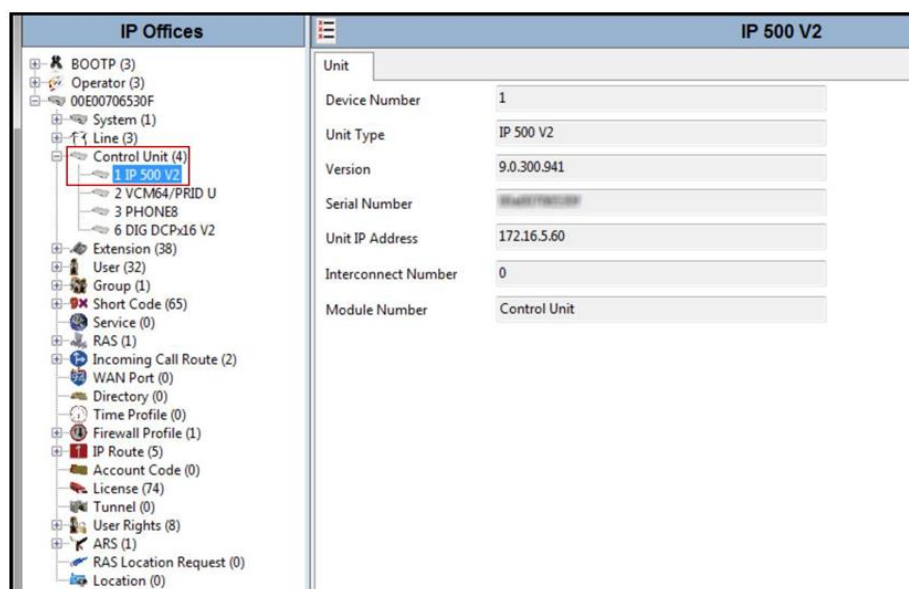 IP Offices
BOOTP (3)
Operator (3)
00E00706530F
System (1)
Line (3)
Control Unit (4)
1 IP 500 V2
2 VCM64/PRID U
3 PHONE8
6 DIG DCPx16 V2
Extension (38)
User (32)
Group (1)
Short Code (65)
Service (0)
RAS (1)
Incoming Call Route (2)
WAN Port (0)
Directory (0)
Time Profile (0)
Firewall Profile (1)
IP Route (5)
Account Code (0)
License (74)
Tunnel (0)
User Rights (8)
ARS (1)
RAS Location Request (0)
Location (0)
IP 500 V2
Unit
Device Number 1
Unit Type IP 500 V2
Version 9.0.300.941
Serial Number
Unit IP Address 172.16.5.60
Interconnect Number 0
Module Number Control Unit